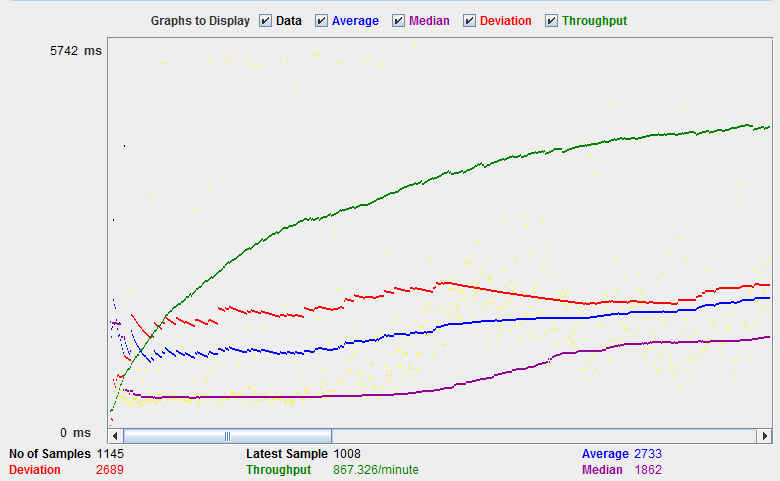 Graphs to Display Data Average Median Deviation Throughput
5742 ms
0 ms
No of Samples 1145 Latest Sample 1008 Average 2733
Deviation 2689 Throughput 867.326/minute Median 1862